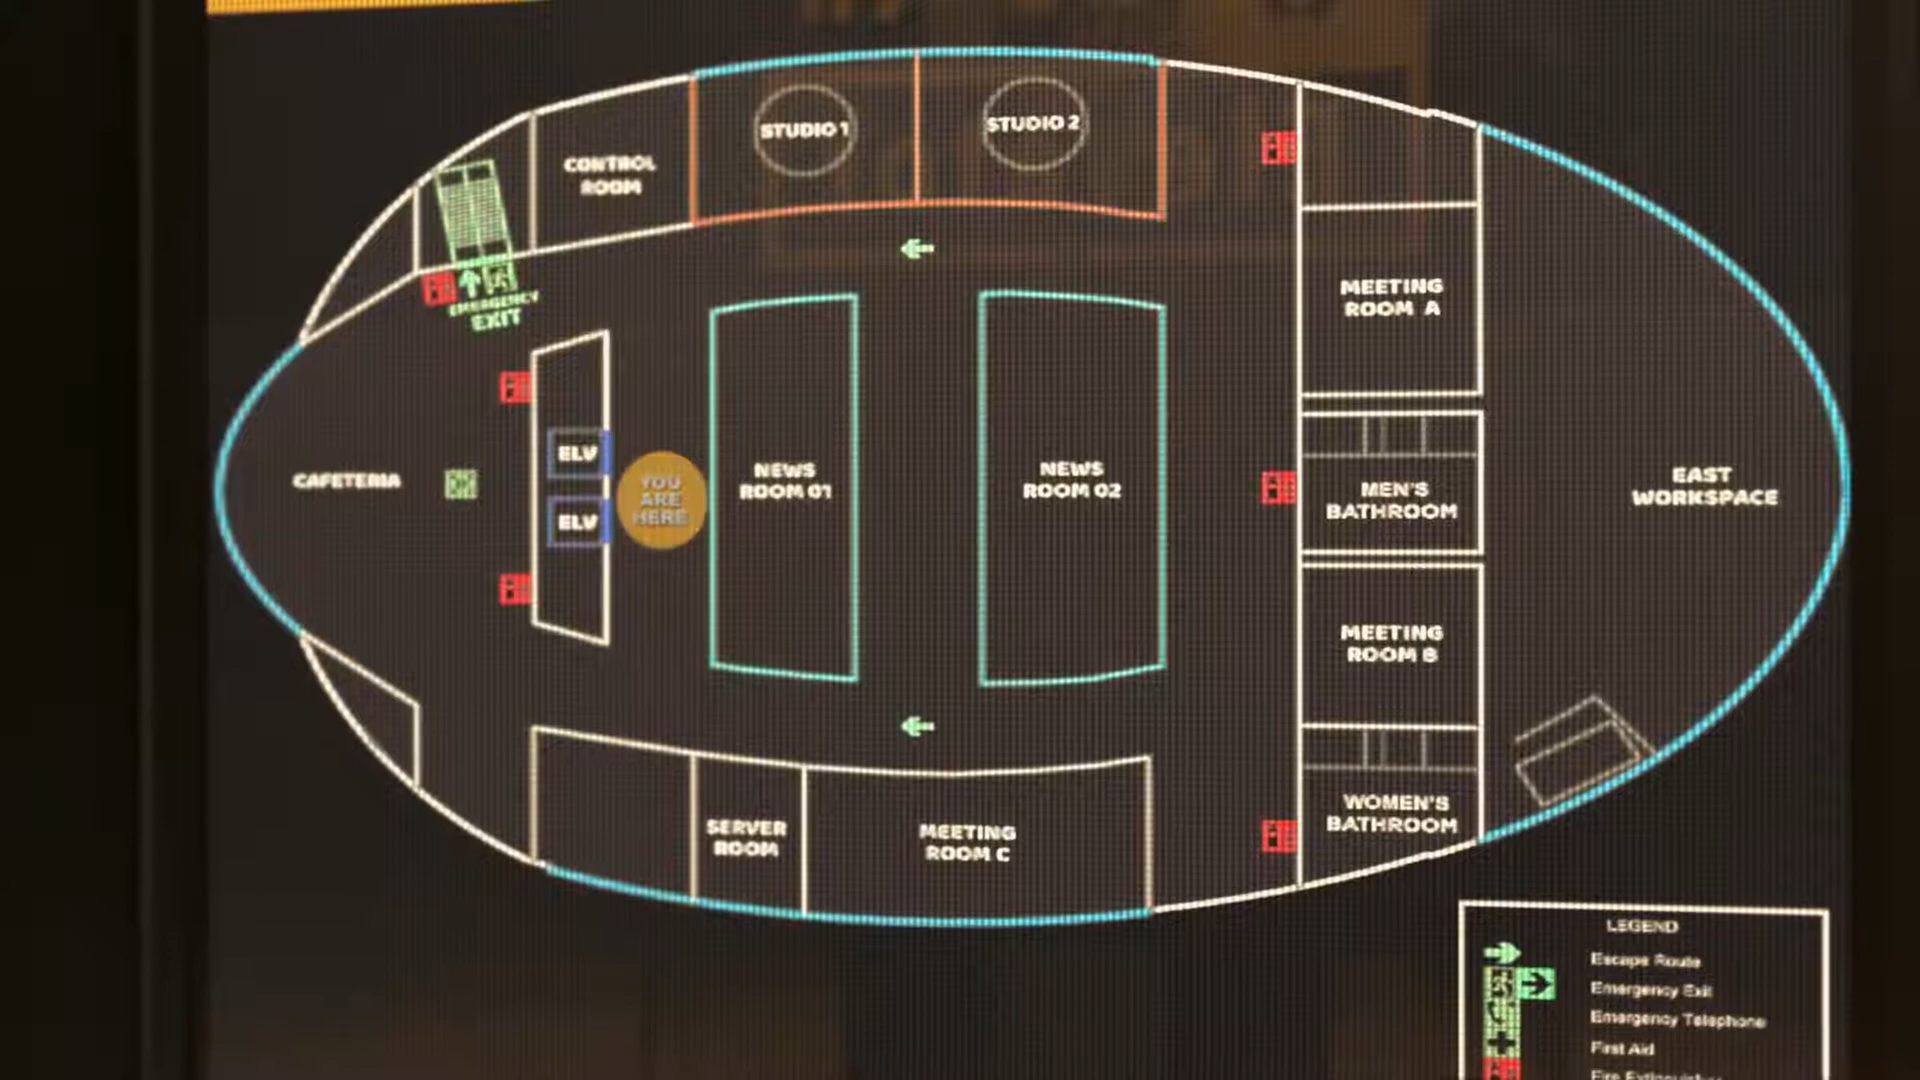 STUDIO 1
STUDIO 2
CONTROL
ROOM
EMERGENCY
EXIT
MEETING
ROOM A
CAFETERIA
ELV
ELV
YOU
ARE
HERE
NEWS
ROOM 01
NEWS
ROOM 02
MEN'S
BATHROOM
EAST
WORKSPACE
MEETING
ROOM B
SERVER
ROOM
MEETING
ROOM C
WOMEN'S
BATHROOM
LEGEND
Escape Route
Emergency Exit
Emergency Telephone
First Aid
Fire Extinguisher